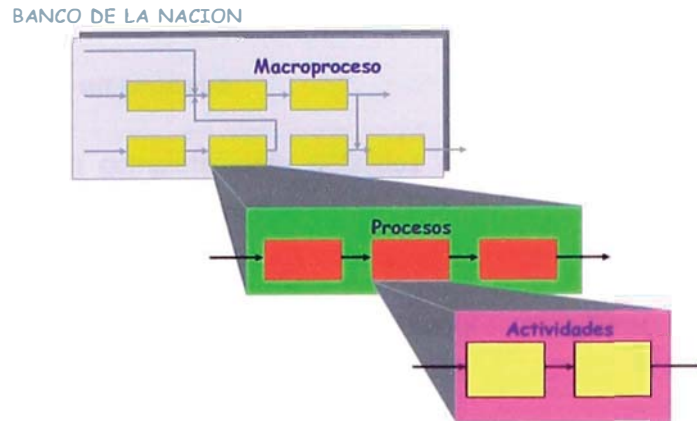 BANCO DE LA NACION
Macroproceso
Procesos
Actividades